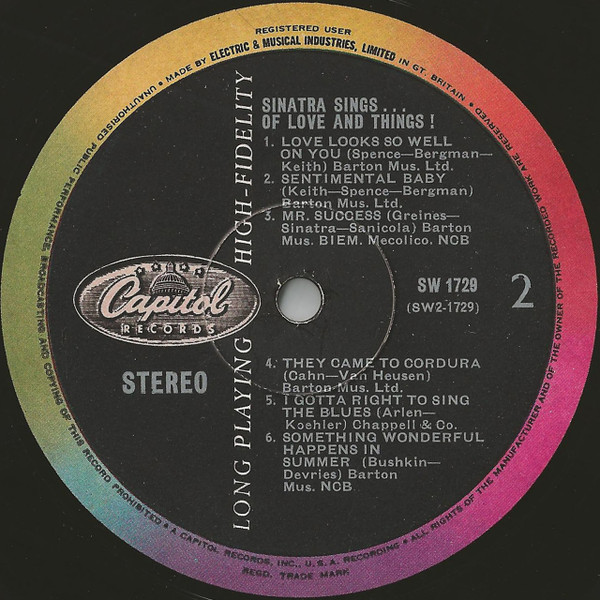 REGISTERED USER
UNAUTHORISED PUBLIC PERFORMANCE, BROADCASTING AND COPYING OF THIS RECORD PROHIBITED • A CAPITOL RECORDS, INC., U.S.A. RECORDING • ALL RIGHTS OF THE MANUFACTURER AND OF THE OWNER OF THE RECORDED WORK ARE RESERVED
• MADE BY ELECTRIC & MUSICAL INDUSTRIES, LIMITED IN GT. BRITAIN •
REGD. TRADE MARK
LONG PLAYING HIGH-FIDELITY
SINATRA SINGS...
OF LOVE AND THINGS!
1. LOVE LOOKS SO WELL
ON YOU (Spence—Bergman—
Keith) Barton Mus. Ltd.
2. SENTIMENTAL BABY
(Keith—Spence—Bergman)
Barton Mus. Ltd.
3. MR. SUCCESS (Greines—
Sinatra—Sanicola) Barton
Mus. BIEM. Mecolico. NCB
Capitol
RECORDS
STEREO
SW 1729
(SW2-1729)
2
4. THEY CAME TO CORDURA
(Cahn—Van Heusen)
Barton Mus. Ltd.
5. I GOTTA RIGHT TO SING
THE BLUES (Arlen—
Koehler) Chappell & Co.
6. SOMETHING WONDERFUL
HAPPENS IN
SUMMER (Bushkin—
Devries) Barton
Mus. NCB